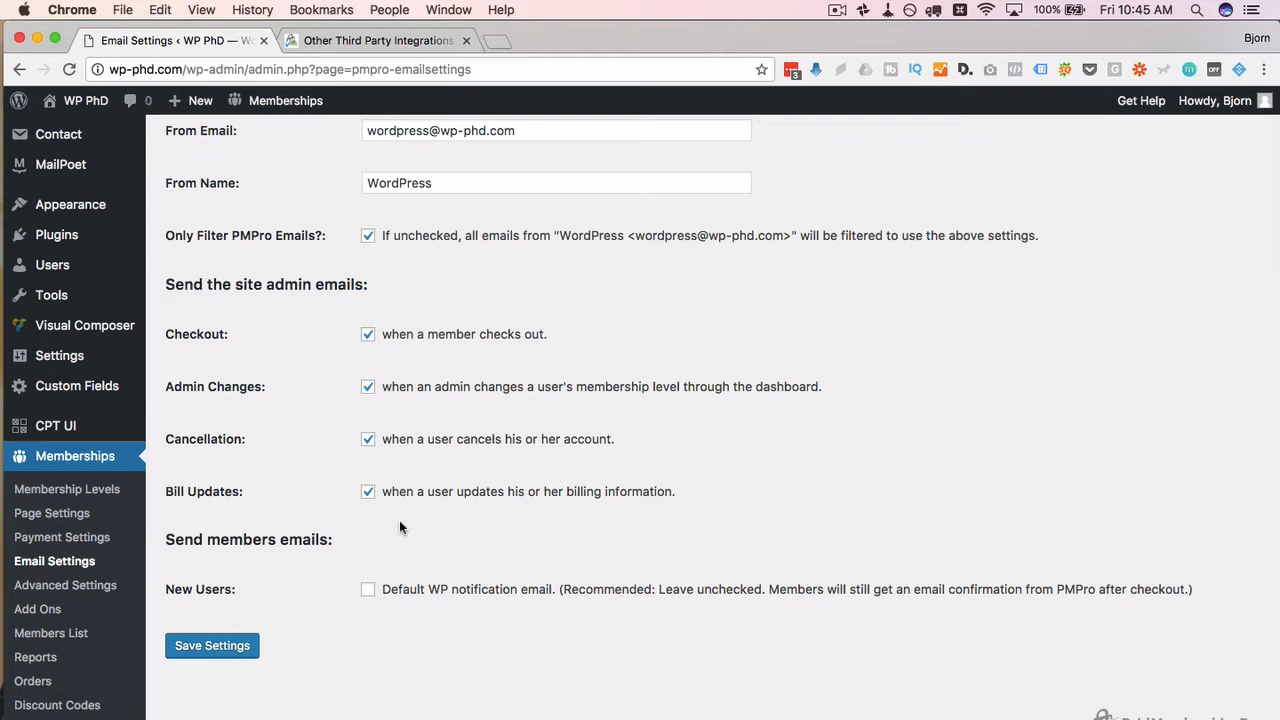 Chrome File Edit View History Bookmarks People Window Help 100% Fri 10:45 AM
Email Settings ‹ WP PhD — Wo Other Third Party Integrations Bjorn
wp-phd.com/wp-admin/admin.php?page=pmpro-emailsettings
WP PhD 0 New Memberships Get Help Howdy, Bjorn
Contact
MailPoet
Appearance
Plugins
Users
Tools
Visual Composer
Settings
Custom Fields
CPT UI
Memberships
Membership Levels
Page Settings
Payment Settings
Email Settings
Advanced Settings
Add Ons
Members List
Reports
Orders
Discount Codes
From Email: wordpress@wp-phd.com
From Name: WordPress
Only Filter PMPro Emails?: If unchecked, all emails from "WordPress <wordpress@wp-phd.com>" will be filtered to use the above settings.
Send the site admin emails:
Checkout: when a member checks out.
Admin Changes: when an admin changes a user's membership level through the dashboard.
Cancellation: when a user cancels his or her account.
Bill Updates: when a user updates his or her billing information.
Send members emails:
New Users: Default WP notification email. (Recommended: Leave unchecked. Members will still get an email confirmation from PMPro after checkout.)
Save Settings